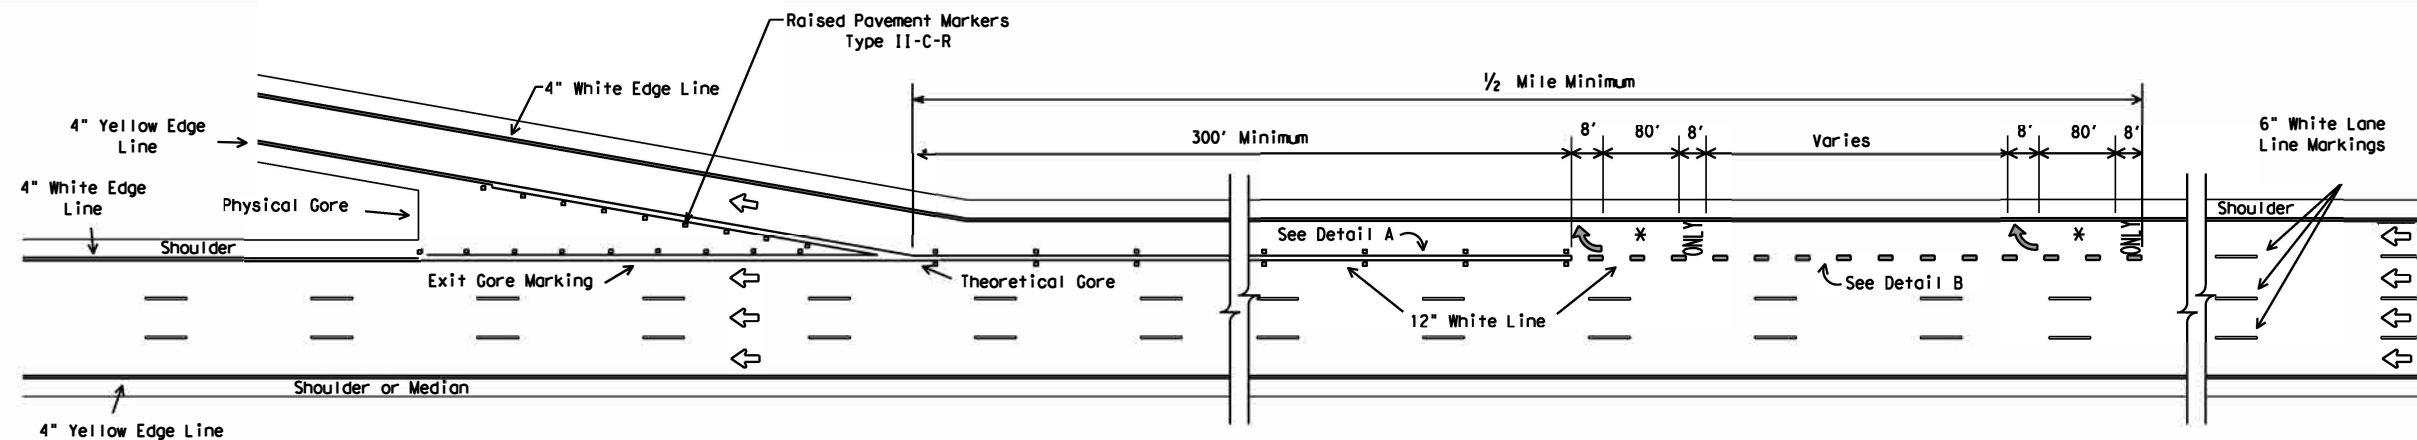 Raised Pavement Markers
Type II-C-R
4" White Edge Line
½ Mile Minimum
4" Yellow Edge
Line
300' Minimum
8'
80'
8'
Varies
8'
80'
8'
6" White Lane
Line Markings
4" White Edge
Line
Physical Gore
Shoulder
Shoulder
See Detail A
*
ONLY
*
ONLY
Exit Gore Marking
Theoretical Gore
See Detail B
12" White Line
Shoulder or Median
4" Yellow Edge Line